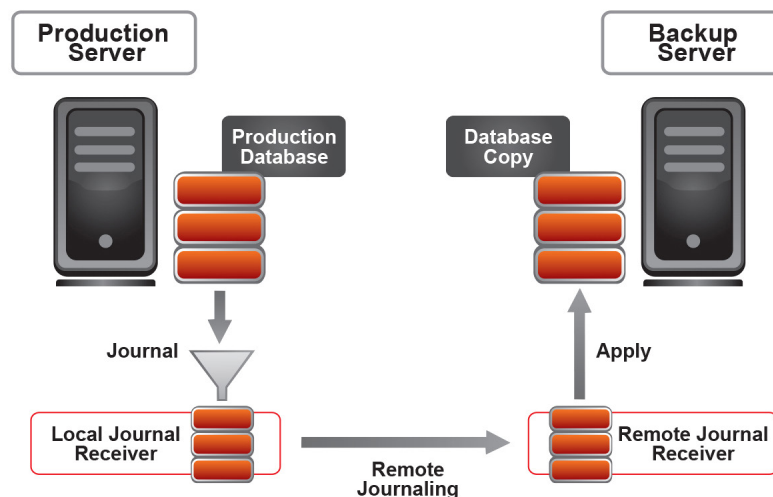 Production
Server
Backup
Server
Production
Database
Database
Copy
Journal
Apply
Local Journal
Receiver
Remote
Journaling
Remote Journal
Receiver